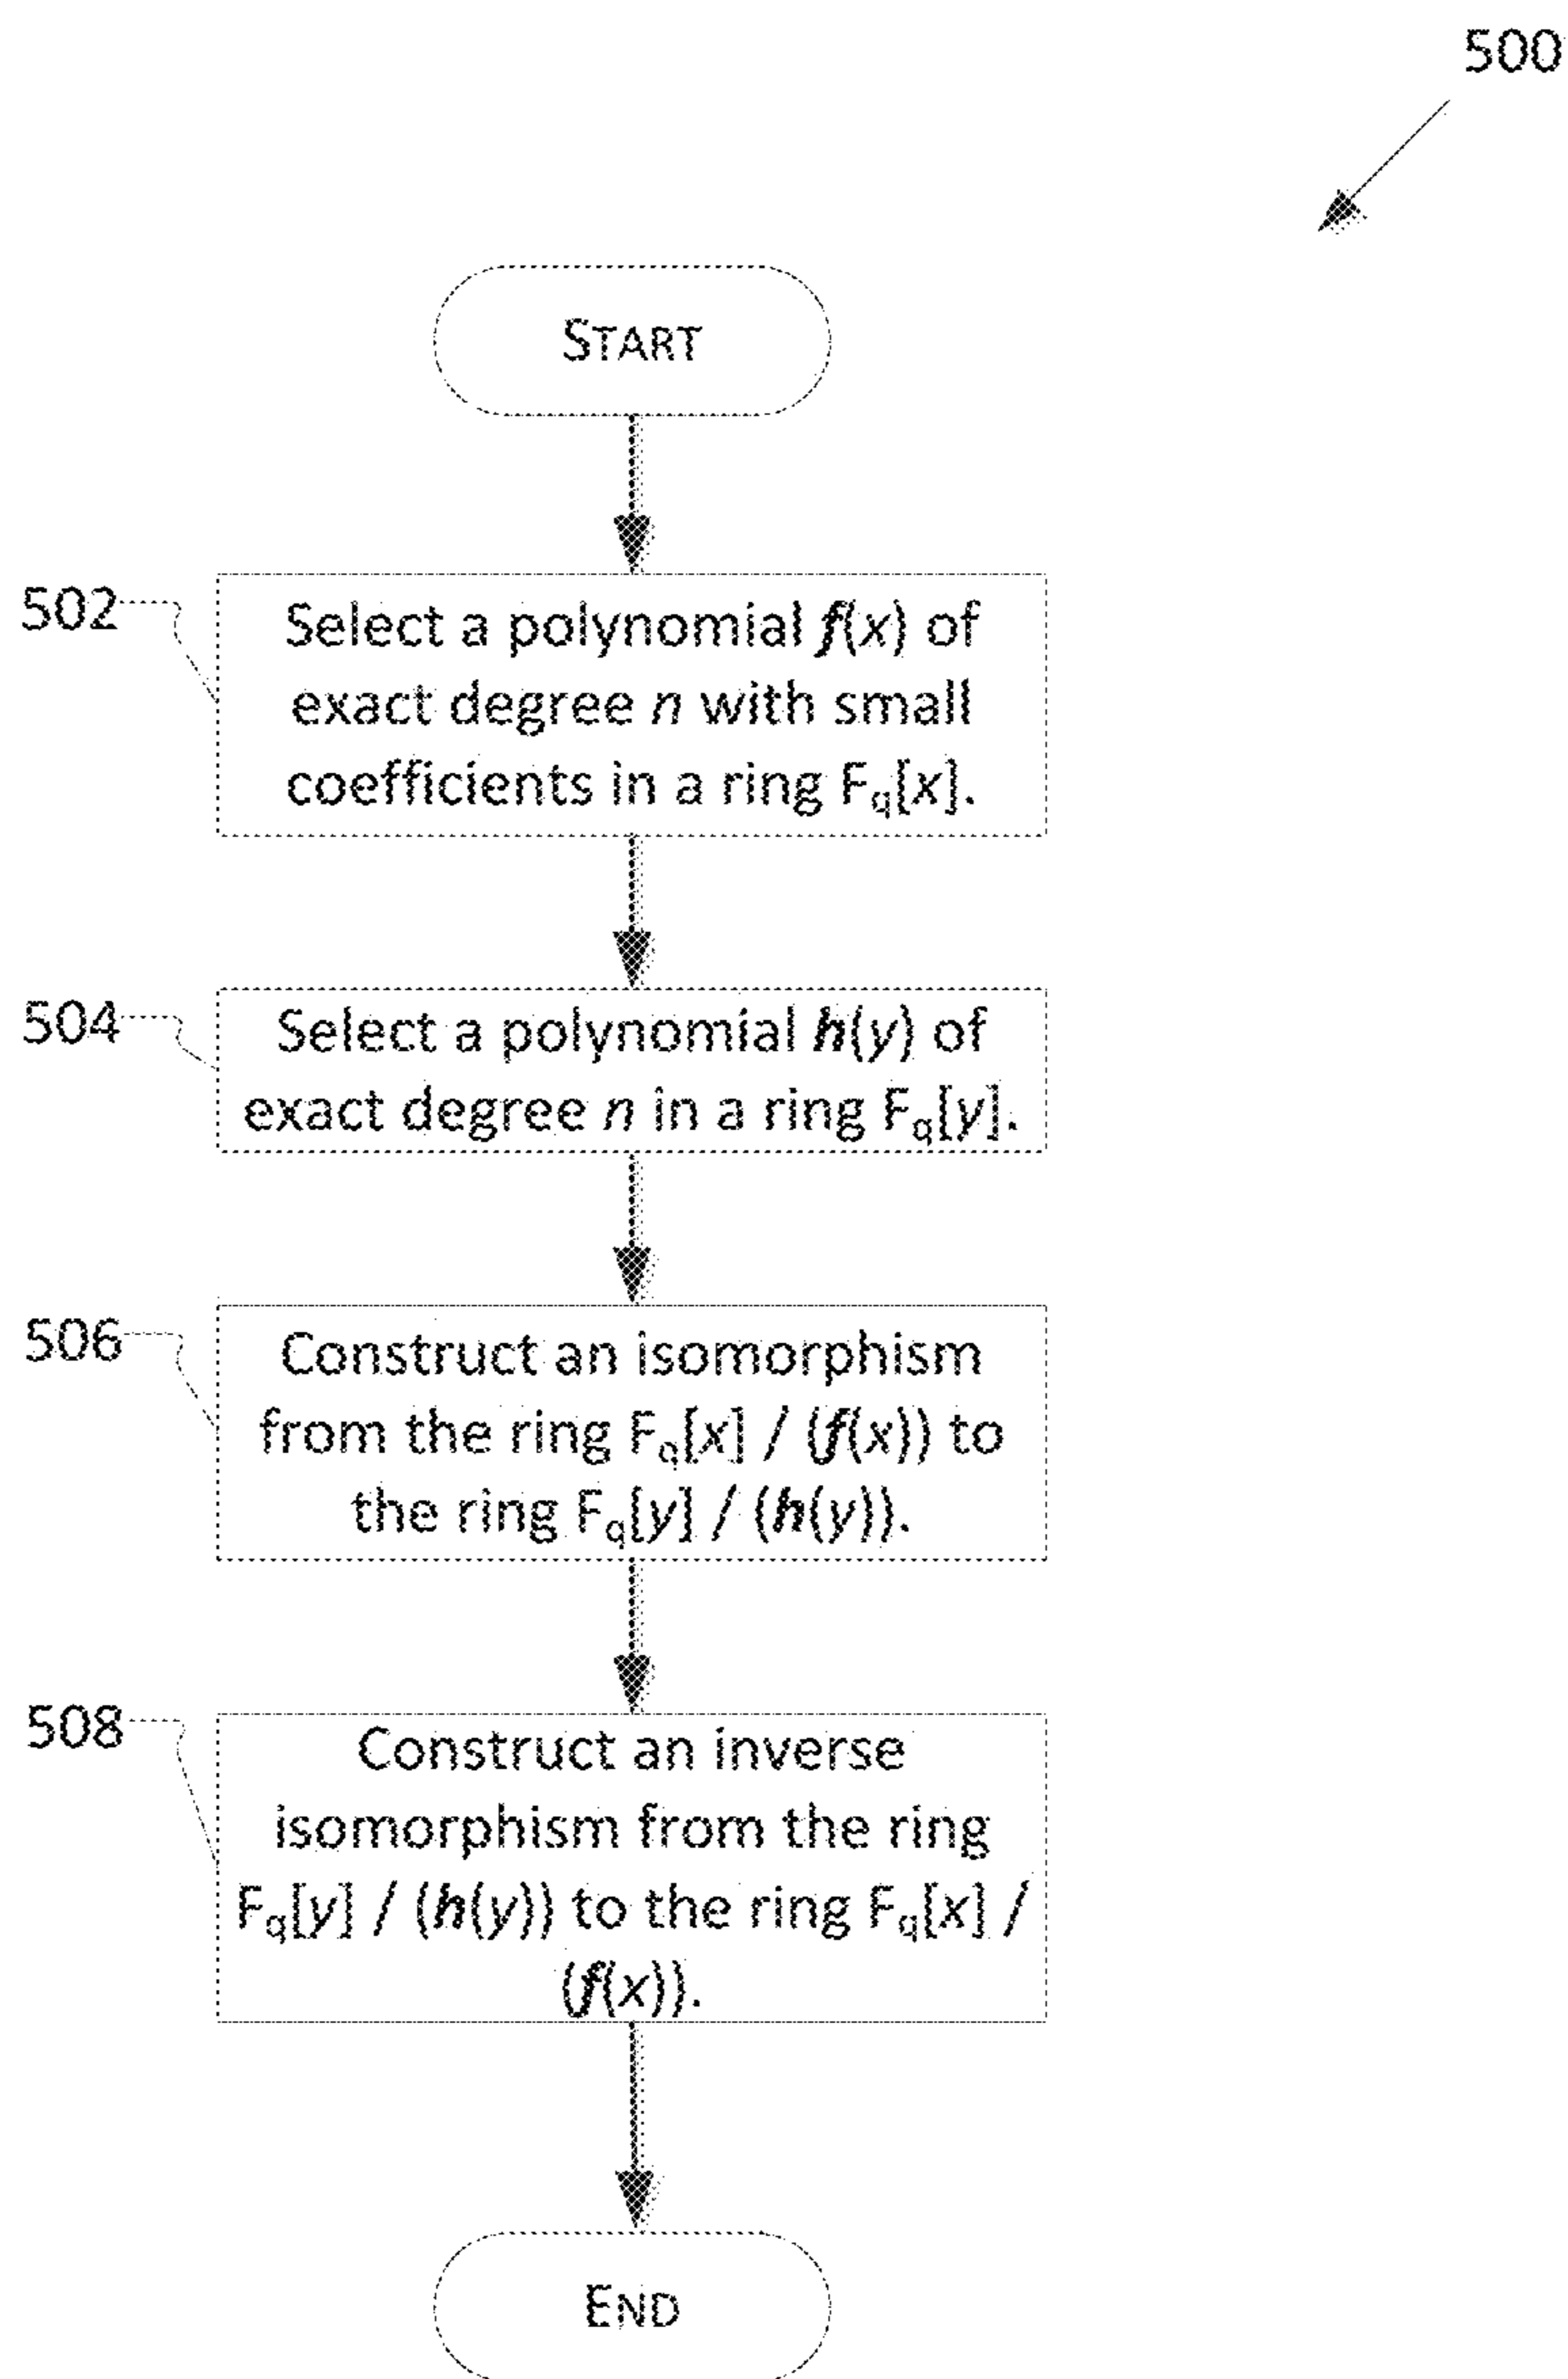 500
START
502
Select a polynomial f(x) of
exact degree n with small
coefficients in a ring Fq[x].
504
Select a polynomial h(y) of
exact degree n in a ring Fq[y].
506
Construct an isomorphism
from the ring Fq[x] / (f(x)) to
the ring Fq[y] / (h(y)).
508
Construct an inverse
isomorphism from the ring
Fq[y] / (h(y)) to the ring Fq[x] /
(f(x)).
END